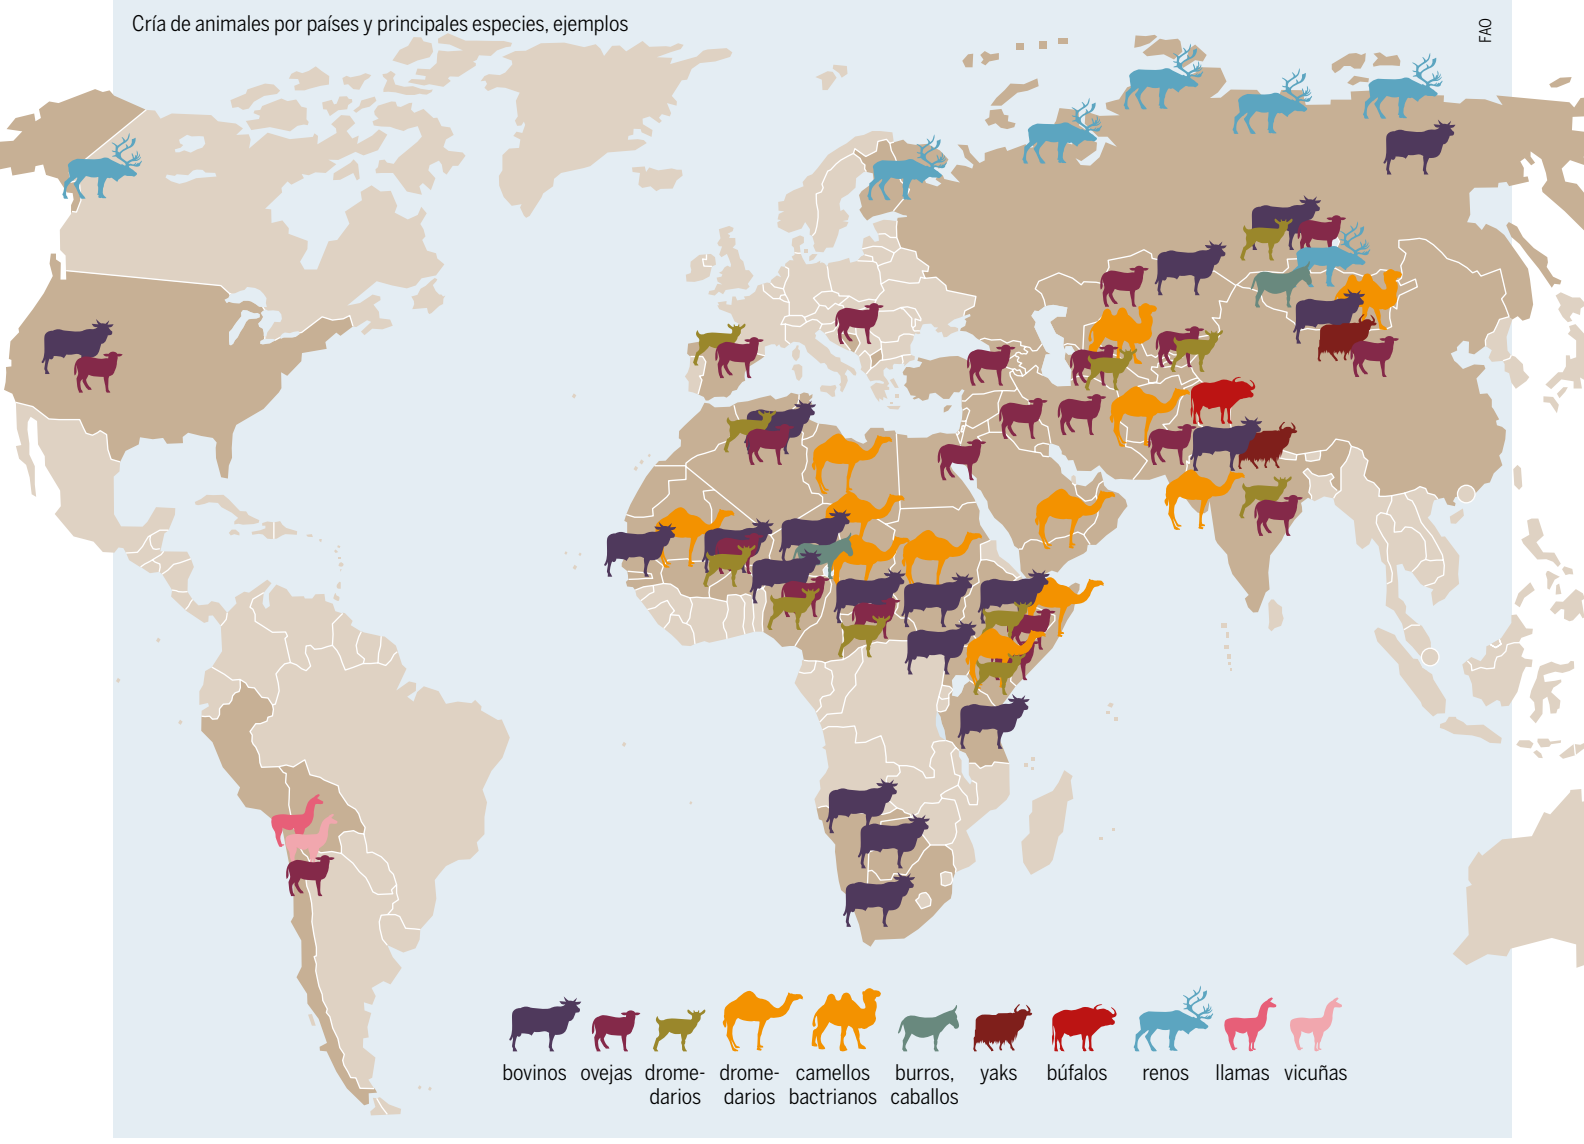 Cría de animales por países y principales especies, ejemplos
FAO
bovinos
ovejas
drome-
darios
drome-
darios
camellos
bactrianos
burros,
caballos
yaks
búfalos
renos
llamas
vicuñas